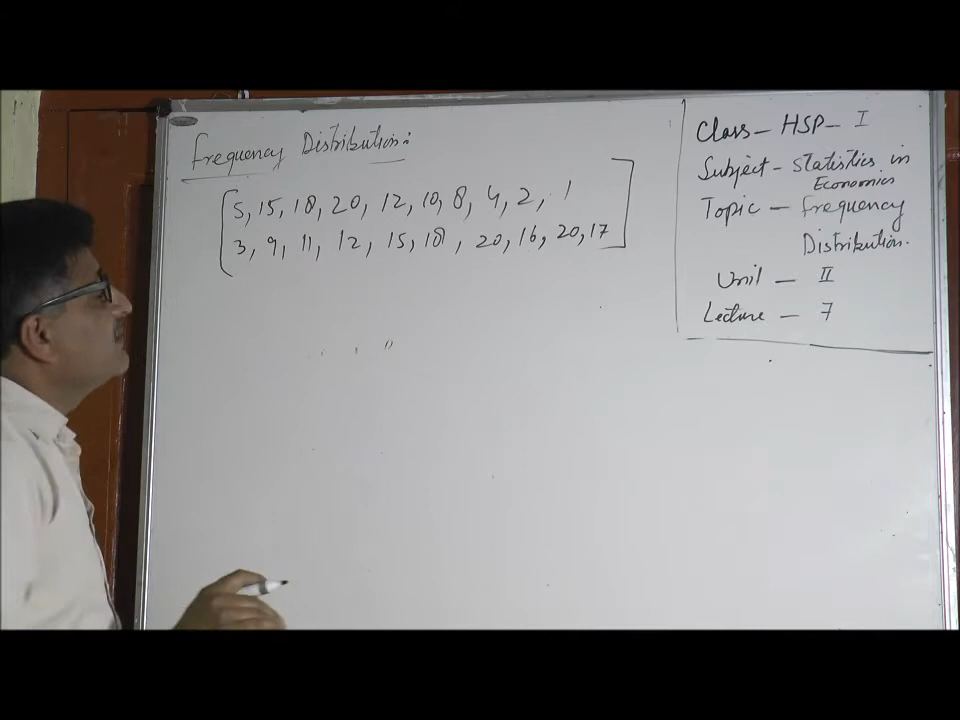 Frequency Distribution:
5, 15, 18, 20, 12, 10, 8, 4, 2, 1
3, 9, 11, 12, 15, 18, 20, 16, 20, 17
Class - HSP - I
Subject - Statistics in
Economics
Topic - Frequency
Distribution.
Unit - II
Lecture - 7